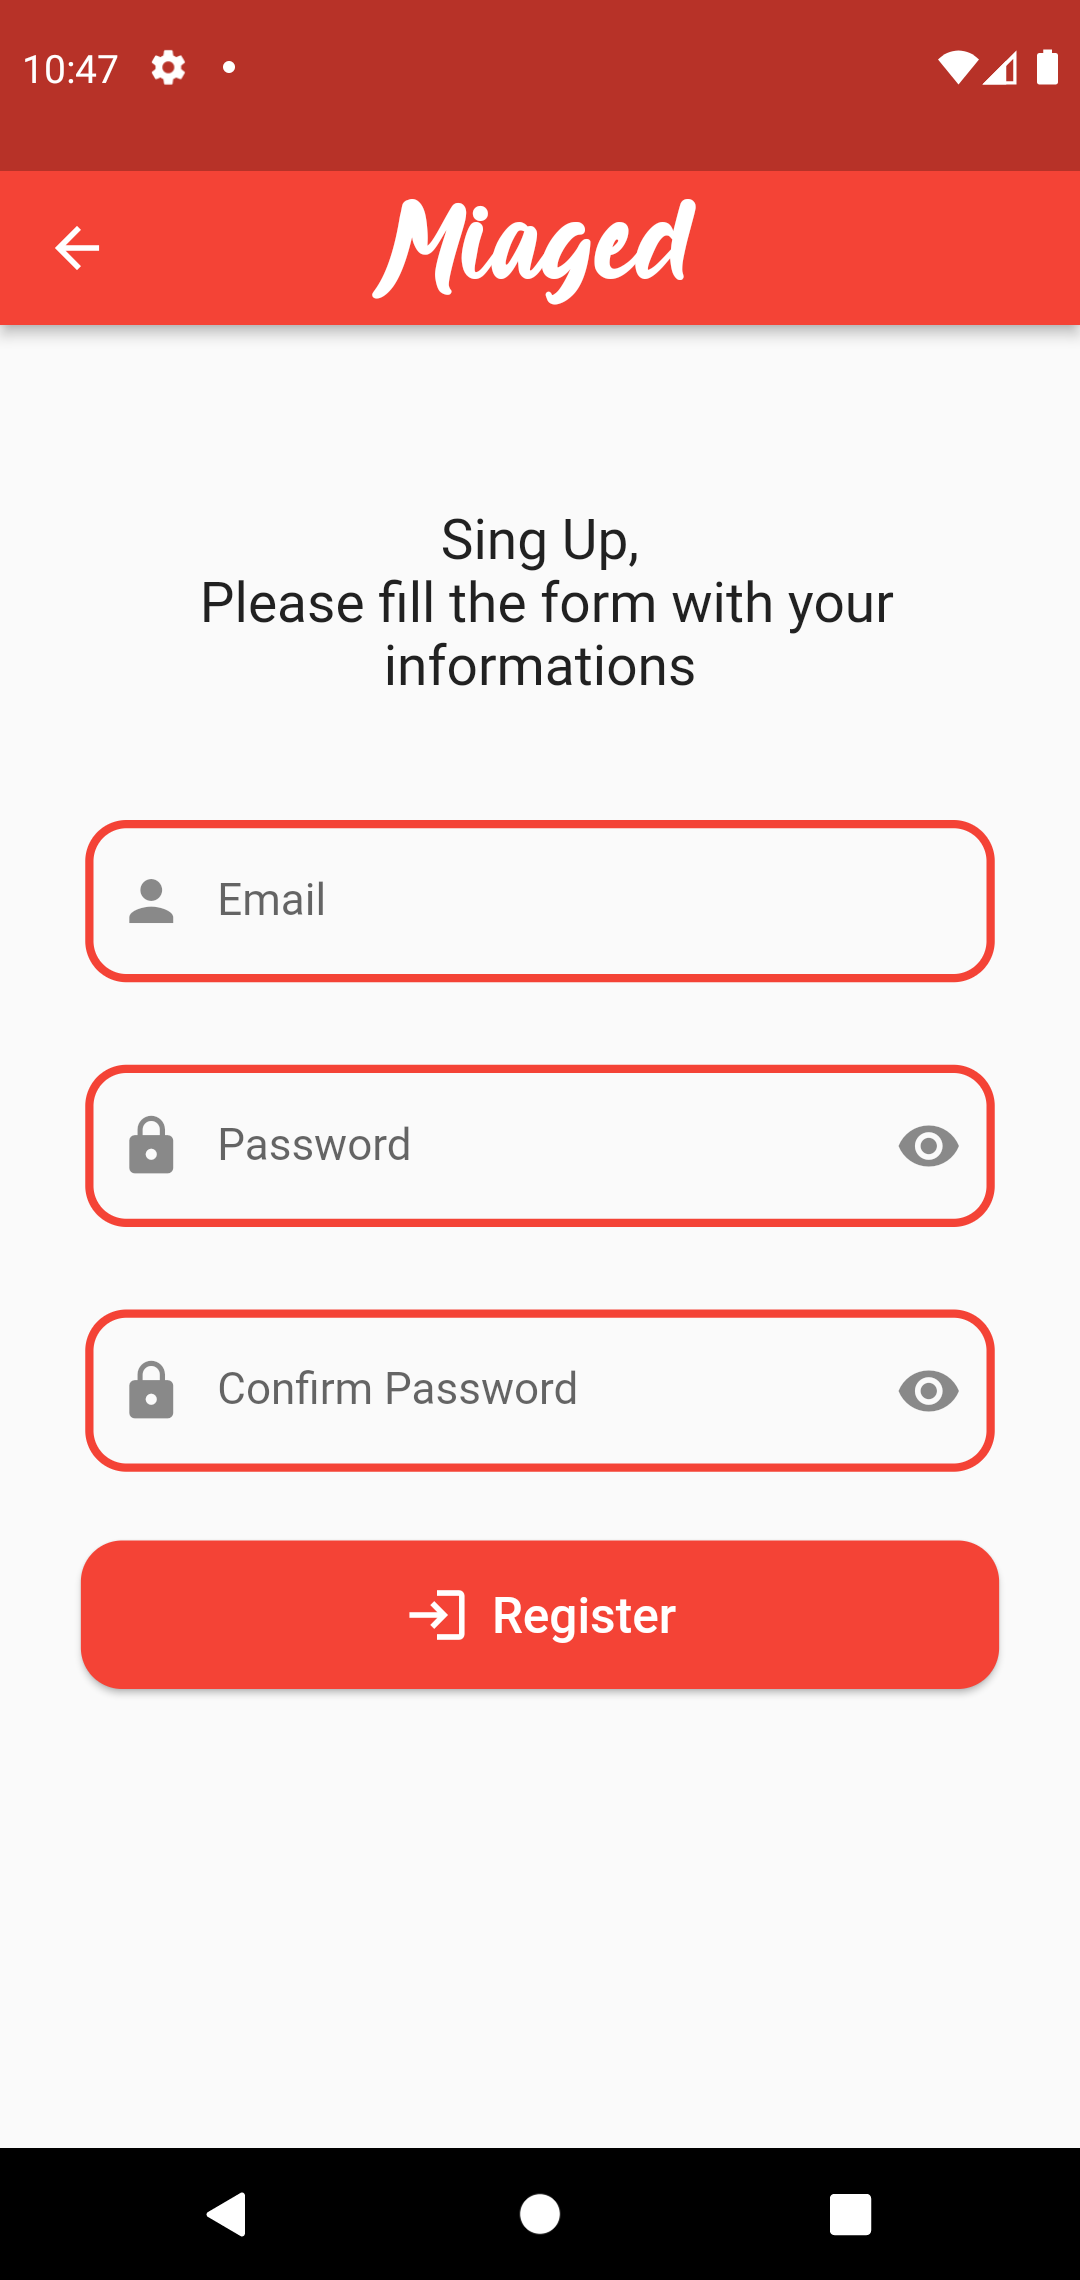 10:47
Miaged
Sing Up,
Please fill the form with your
informations
Email
Password
Confirm Password
Register